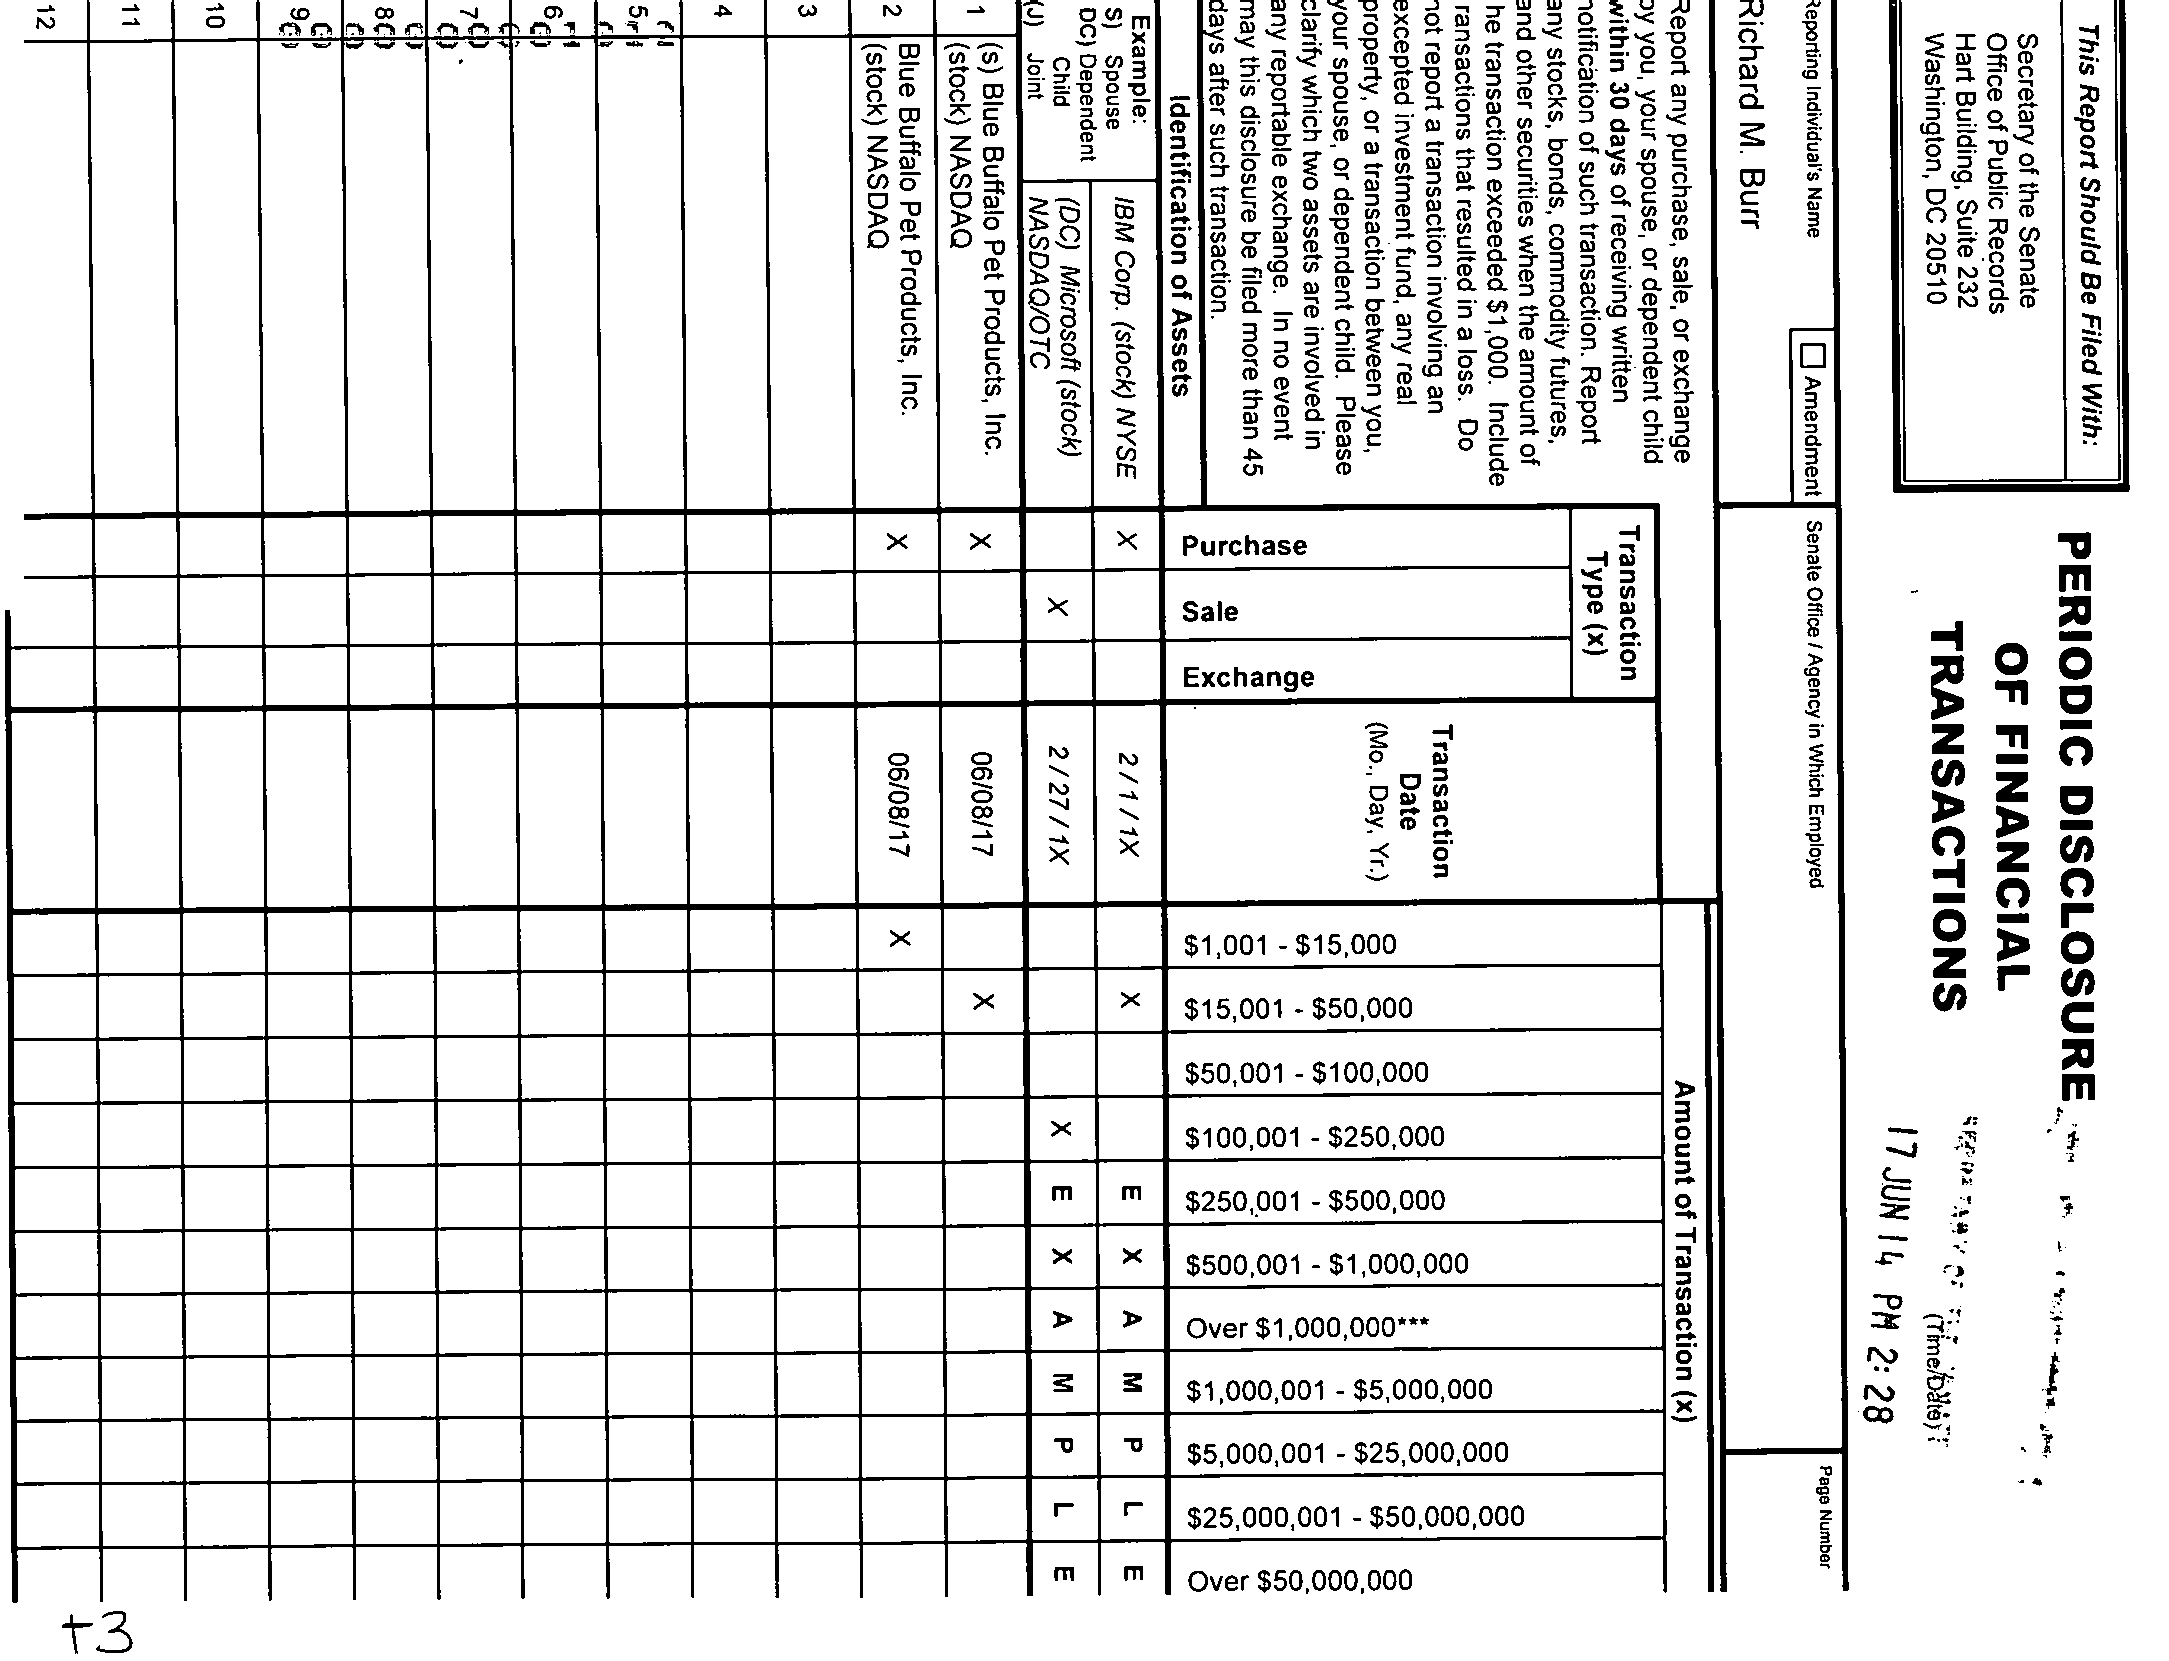 This Report Should Be Filed With:
Secretary of the Senate
Office of Public Records
Hart Building, Suite 232
Washington, DC 20510
PERIODIC DISCLOSURE
OF FINANCIAL
TRANSACTIONS
(Time/Date)
17 JUN 14 PM 2:28
Reporting Individual's Name
Amendment
Senate Office / Agency in Which Employed
Page Number
Richard M. Burr
Report any purchase, sale, or exchange
by you, your spouse, or dependent child
within 30 days of receiving written
notification of such transaction. Report
any stocks, bonds, commodity futures,
and other securities when the amount of
he transaction exceeded $1,000. Include
ransactions that resulted in a loss. Do
not report a transaction involving an
excepted investment fund, any real
property, or a transaction between you,
your spouse, or dependent child. Please
clarify which two assets are involved in
any reportable exchange. In no event
may this disclosure be filed more than 45
days after such transaction.
Transaction
Type (x)
Amount of Transaction (x)
Identification of Assets
Purchase
Sale
Exchange
Transaction
Date
(Mo., Day, Yr.)
$1,001 - $15,000
$15,001 - $50,000
$50,001 - $100,000
$100,001 - $250,000
$250,001 - $500,000
$500,001 - $1,000,000
Over $1,000,000***
$1,000,001 - $5,000,000
$5,000,001 - $25,000,000
$25,000,001 - $50,000,000
Over $50,000,000
Example:
S) Spouse
DC) Dependent
Child
(J) Joint
IBM Corp. (stock) NYSE X 2 / 1 / 1X X E X A M P L E
(DC) Microsoft (stock)
NASDAQ/OTC X 2 / 27 / 1X X E X A M P L E
1 (s) Blue Buffalo Pet Products, Inc.
(stock) NASDAQ X 06/08/17 X
2 Blue Buffalo Pet Products, Inc.
(stock) NASDAQ X 06/08/17 X
3
4
5
6
7
8
9
10
11
12
+3